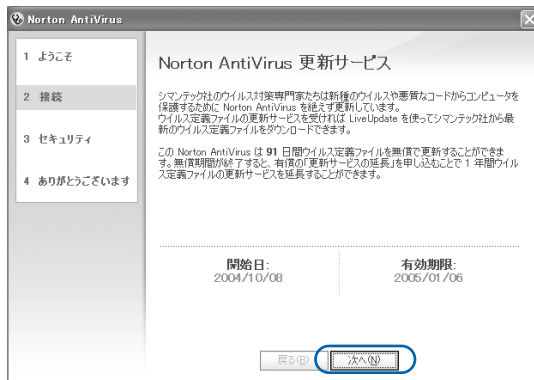 Norton AntiVirus
1 ようこそ
2 接続
3 セキュリティ
4 ありがとうございます
Norton AntiVirus 更新サービス
シマンテック社のウイルス対策専門家たちは新種のウイルスや悪質なコードからコンピュータを
保護するために Norton AntiVirus を絶えず更新しています。
ウイルス定義ファイルの更新サービスを受ければ LiveUpdate を使ってシマンテック社から最
新のウイルス定義ファイルをダウンロードできます。
この Norton AntiVirus は 91 日間ウイルス定義ファイルを無償で更新することができま
す。無償期間が終了すると、有償の「更新サービスの延長」を申し込むことで 1 年間ウイル
ス定義ファイルの更新サービスを延長することができます。
開始日:
2004/10/08
有効期限:
2005/01/06
戻る(B)
次へ(N)